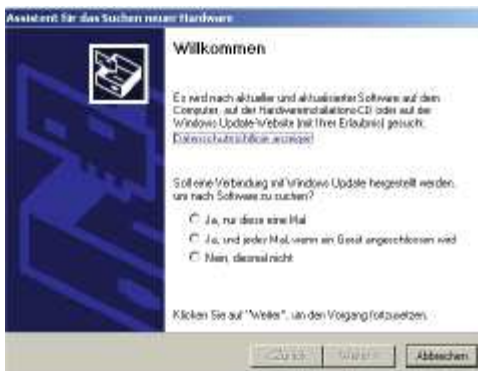 Assistent für das Suchen neuer Hardware
Willkommen
Es wird nach aktueller und aktualisierter Software auf dem
Computer, auf der Hardwareinstallations-CD oder auf der
Windows Update-Website (mit Ihrer Erlaubnis) gesucht.
Datenschutzrichtlinie anzeigen
Soll eine Verbindung mit Windows Update hergestellt werden,
um nach Software zu suchen?
Ja, nur diese eine Mal
Ja, und jedes Mal, wenn ein Gerät angeschlossen wird
Nein, diesmal nicht
Klicken Sie auf "Weiter", um den Vorgang fortzusetzen.
< Zurück
Weiter >
Abbrechen